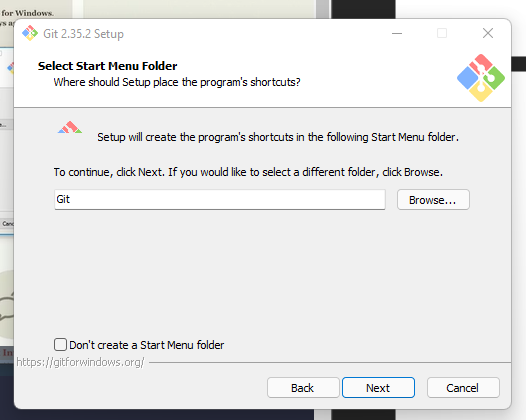 for Windows.
Git 2.35.2 Setup
Select Start Menu Folder
Where should Setup place the program's shortcuts?
Setup will create the program's shortcuts in the following Start Menu folder.
To continue, click Next. If you would like to select a different folder, click Browse.
Git
Browse...
Don't create a Start Menu folder
https://gitforwindows.org/
Back
Next
Cancel